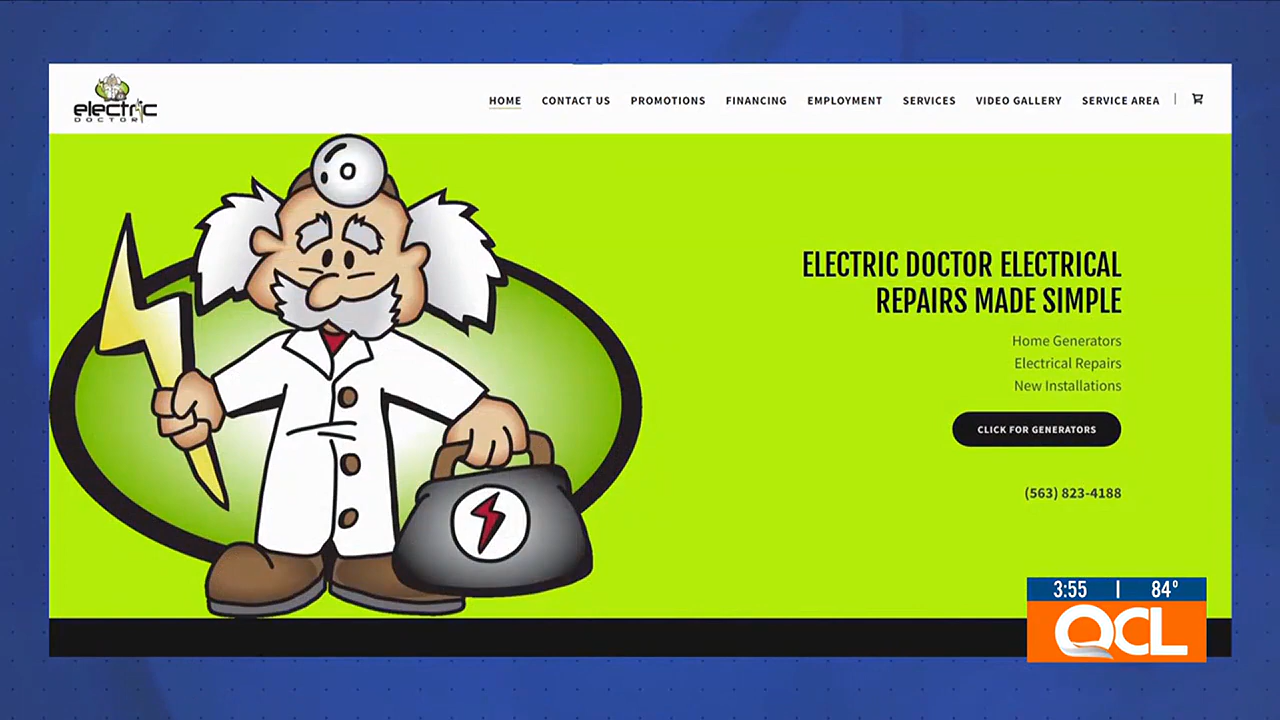 electric
DOCTOR
HOME CONTACT US PROMOTIONS FINANCING EMPLOYMENT SERVICES VIDEO GALLERY SERVICE AREA
ELECTRIC DOCTOR ELECTRICAL
REPAIRS MADE SIMPLE
Home Generators
Electrical Repairs
New Installations
CLICK FOR GENERATORS
(563) 823-4188
3:55 | 84°
QCL